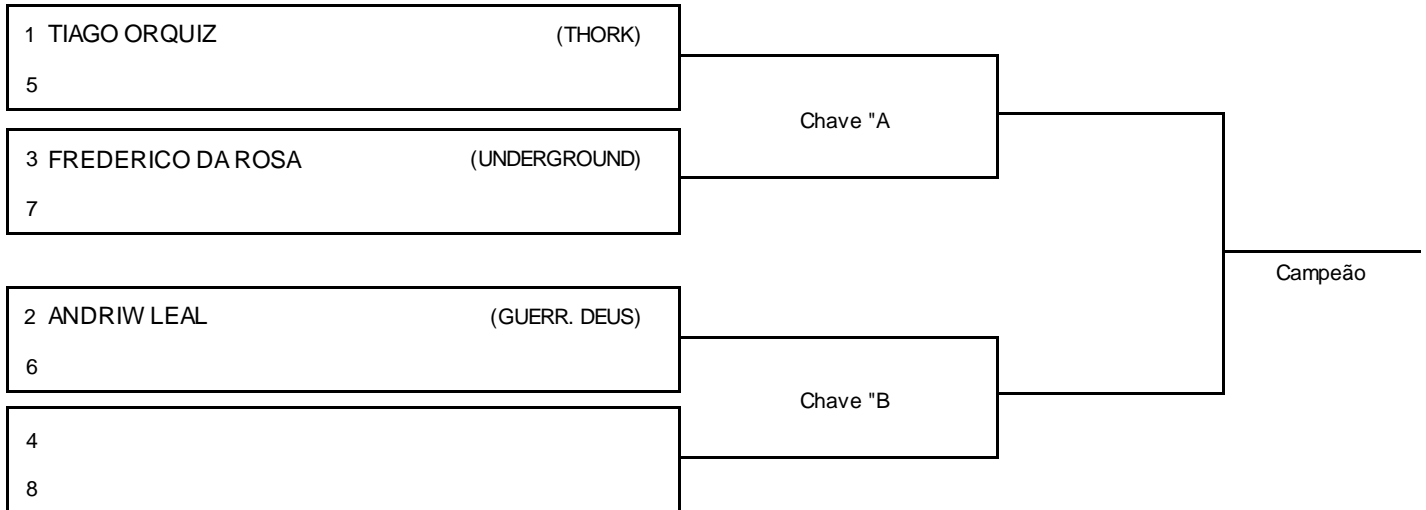 1 TIAGO ORQUIZ (THORK)
5
3 FREDERICO DA ROSA (UNDERGROUND)
7
Chave "A
2 ANDRIW LEAL (GUERR. DEUS)
6
4
8
Chave "B
Campeão